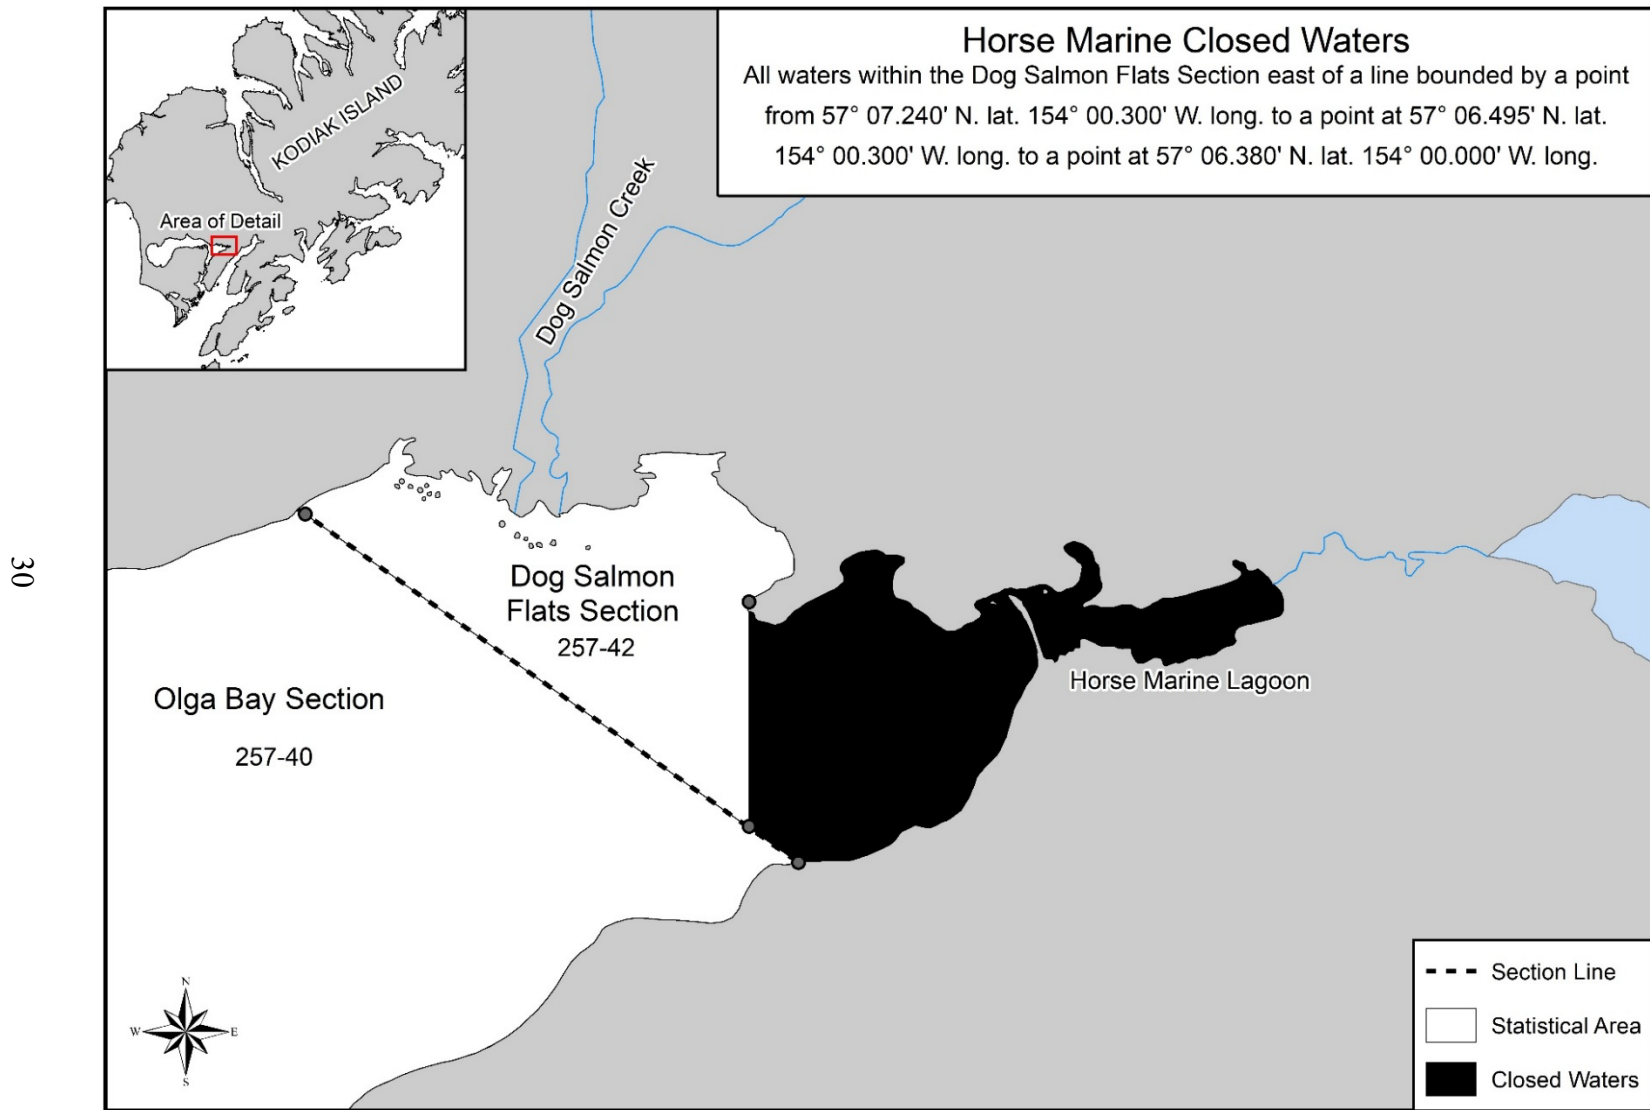 Horse Marine Closed Waters
All waters within the Dog Salmon Flats Section east of a line bounded by a point
from 57° 07.240' N. lat. 154° 00.300' W. long. to a point at 57° 06.495' N. lat.
154° 00.300' W. long. to a point at 57° 06.380' N. lat. 154° 00.000' W. long.
KODIAK ISLAND
Area of Detail
Dog Salmon Creek
30
Dog Salmon
Flats Section
257-42
Olga Bay Section
257-40
Horse Marine Lagoon
N
W
E
S
Section Line
Statistical Area
Closed Waters